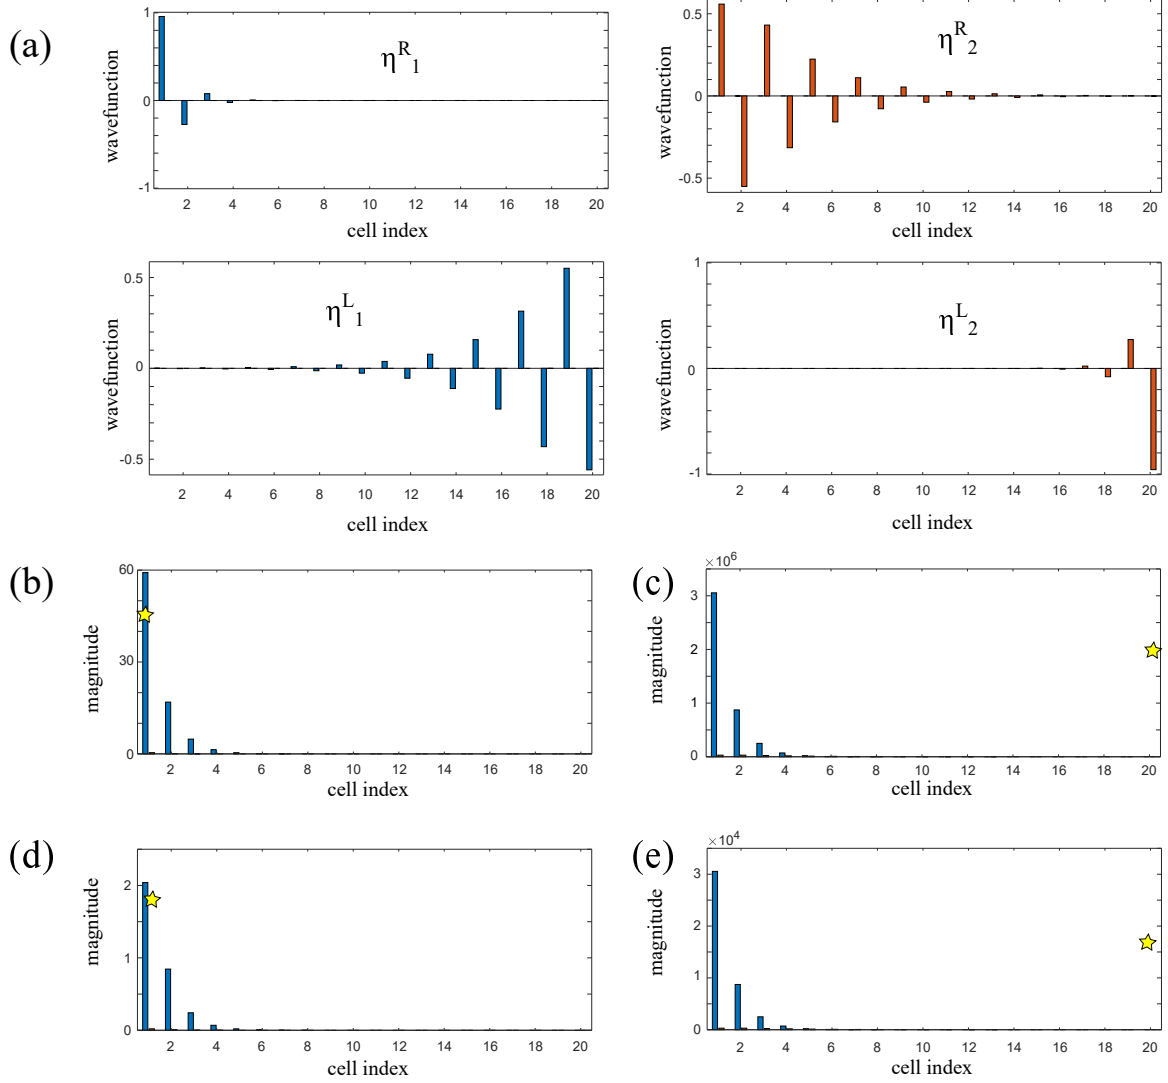 (a)
wavefunction
1
0
-1
η^R_1
2 4 6 8 10 12 14 16 18 20
cell index
wavefunction
0.5
0
-0.5
η^R_2
2 4 6 8 10 12 14 16 18 20
cell index
wavefunction
0.5
0
-0.5
η^L_1
2 4 6 8 10 12 14 16 18 20
cell index
wavefunction
1
0
-1
η^L_2
2 4 6 8 10 12 14 16 18 20
cell index
(b)
magnitude
60
30
0
2 4 6 8 10 12 14 16 18 20
cell index
(c)
×10^6
magnitude
3
2
1
0
2 4 6 8 10 12 14 16 18 20
cell index
(d)
magnitude
2
1
0
2 4 6 8 10 12 14 16 18 20
cell index
(e)
×10^4
magnitude
3
2
1
0
2 4 6 8 10 12 14 16 18 20
cell index